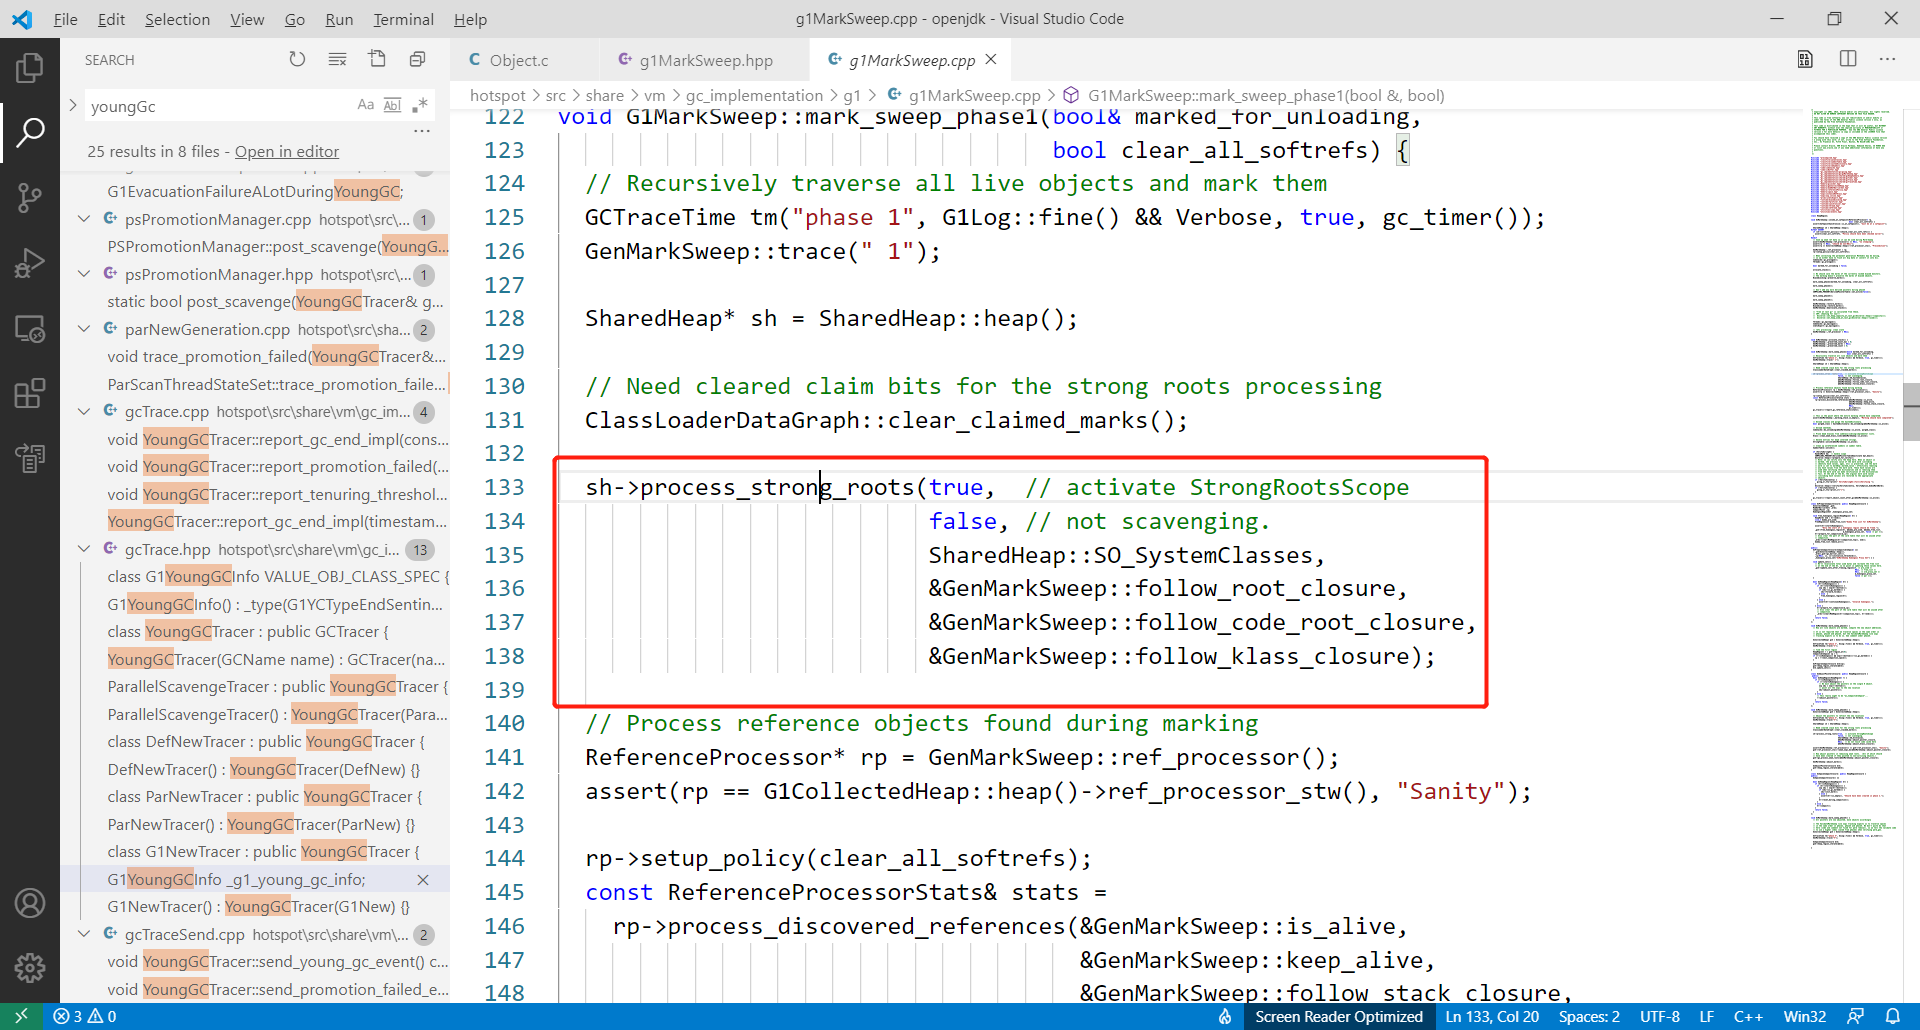 File Edit Selection View Go Run Terminal Help
g1MarkSweep.cpp - openjdk - Visual Studio Code
SEARCH
youngGc
Aa Abl .*
25 results in 8 files - Open in editor
G1EvacuationFailureALotDuringYoungGC;
psPromotionManager.cpp hotspot\src\... 1
PSPromotionManager::post_scavenge(YoungG...
psPromotionManager.hpp hotspot\src\... 1
static bool post_scavenge(YoungGCTracer& g...
parNewGeneration.cpp hotspot\src\sha... 2
void trace_promotion_failed(YoungGCTracer&...
ParScanThreadStateSet::trace_promotion_faile...
gcTrace.cpp hotspot\src\share\vm\gc_im... 4
void YoungGCTracer::report_gc_end_impl(cons...
void YoungGCTracer::report_promotion_failed(...
void YoungGCTracer::report_tenuring_threshol...
YoungGCTracer::report_gc_end_impl(timestam...
gcTrace.hpp hotspot\src\share\vm\gc_i... 13
class G1YoungGCInfo VALUE_OBJ_CLASS_SPEC {
G1YoungGCInfo() : _type(G1YCTypeEndSentin...
class YoungGCTracer : public GCTracer {
YoungGCTracer(GCName name) : GCTracer(na...
ParallelScavengeTracer : public YoungGCTracer {
ParallelScavengeTracer() : YoungGCTracer(Para...
class DefNewTracer : public YoungGCTracer {
DefNewTracer() : YoungGCTracer(DefNew) {}
class ParNewTracer : public YoungGCTracer {
ParNewTracer() : YoungGCTracer(ParNew) {}
class G1NewTracer : public YoungGCTracer {
G1YoungGCInfo _g1_young_gc_info;
G1NewTracer() : YoungGCTracer(G1New) {}
gcTraceSend.cpp hotspot\src\share\vm\... 2
void YoungGCTracer::send_young_gc_event() c...
void YoungGCTracer::send_promotion_failed_e...
Object.c
g1MarkSweep.hpp
g1MarkSweep.cpp
hotspot > src > share > vm > gc_implementation > g1 > g1MarkSweep.cpp > G1MarkSweep::mark_sweep_phase1(bool &, bool)
122 void G1MarkSweep::mark_sweep_phase1(bool& marked_for_unloading,
123 bool clear_all_softrefs) {
124 // Recursively traverse all live objects and mark them
125 GCTraceTime tm("phase 1", G1Log::fine() && Verbose, true, gc_timer());
126 GenMarkSweep::trace(" 1");
127
128 SharedHeap* sh = SharedHeap::heap();
129
130 // Need cleared claim bits for the strong roots processing
131 ClassLoaderDataGraph::clear_claimed_marks();
132
133 sh->process_strong_roots(true, // activate StrongRootsScope
134 false, // not scavenging.
135 SharedHeap::SO_SystemClasses,
136 &GenMarkSweep::follow_root_closure,
137 &GenMarkSweep::follow_code_root_closure,
138 &GenMarkSweep::follow_klass_closure);
139
140 // Process reference objects found during marking
141 ReferenceProcessor* rp = GenMarkSweep::ref_processor();
142 assert(rp == G1CollectedHeap::heap()->ref_processor_stw(), "Sanity");
143
144 rp->setup_policy(clear_all_softrefs);
145 const ReferenceProcessorStats& stats =
146 rp->process_discovered_references(&GenMarkSweep::is_alive,
147 &GenMarkSweep::keep_alive,
148 &GenMarkSweep::follow_stack_closure,
3 0
Screen Reader Optimized Ln 133, Col 20 Spaces: 2 UTF-8 LF C++ Win32